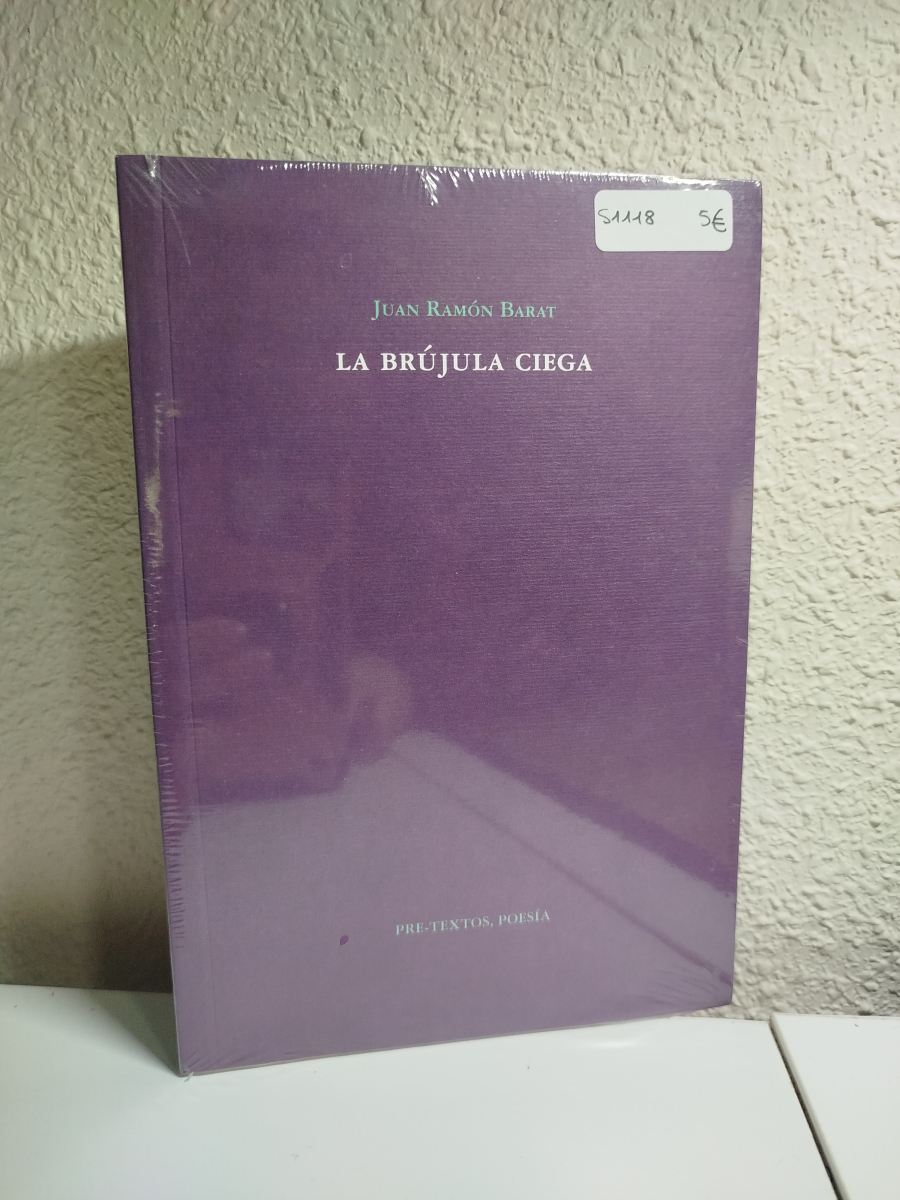 S1118 5€
Juan Ramón Barat
LA BRÚJULA CIEGA
PRE-TEXTOS, POESÍA